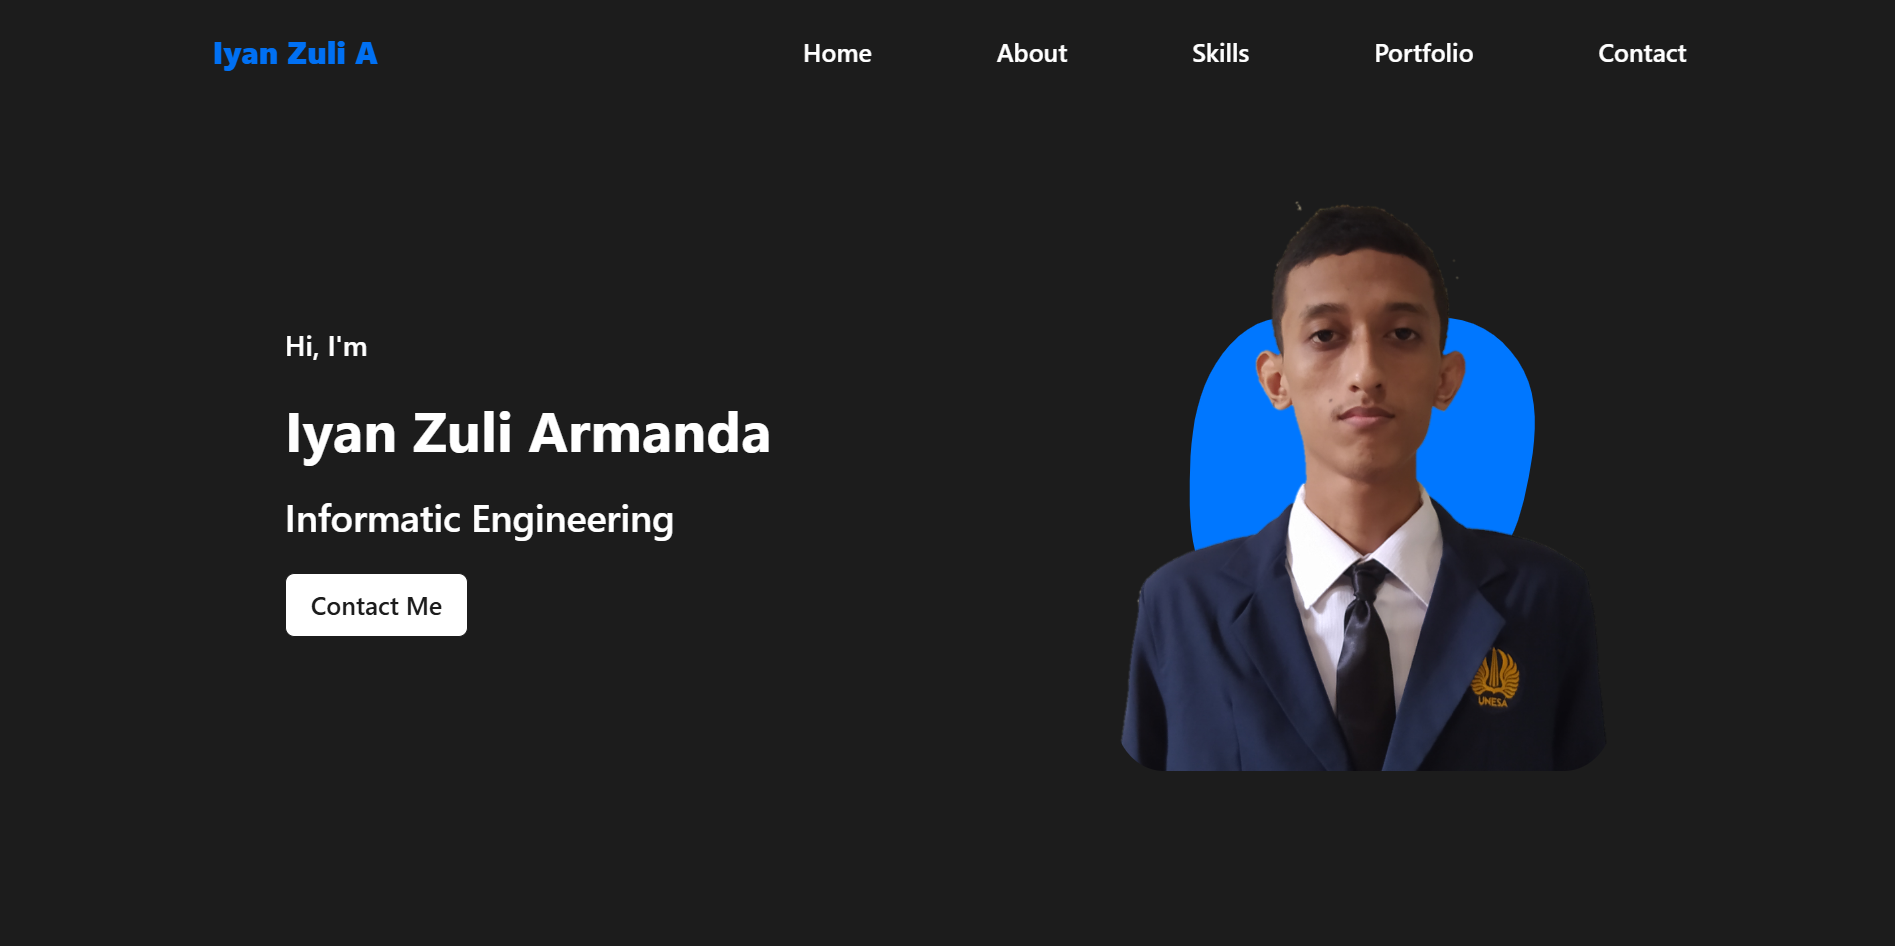 Iyan Zuli A
Home
About
Skills
Portfolio
Contact
Hi, I'm
Iyan Zuli Armanda
Informatic Engineering
Contact Me
UNESA